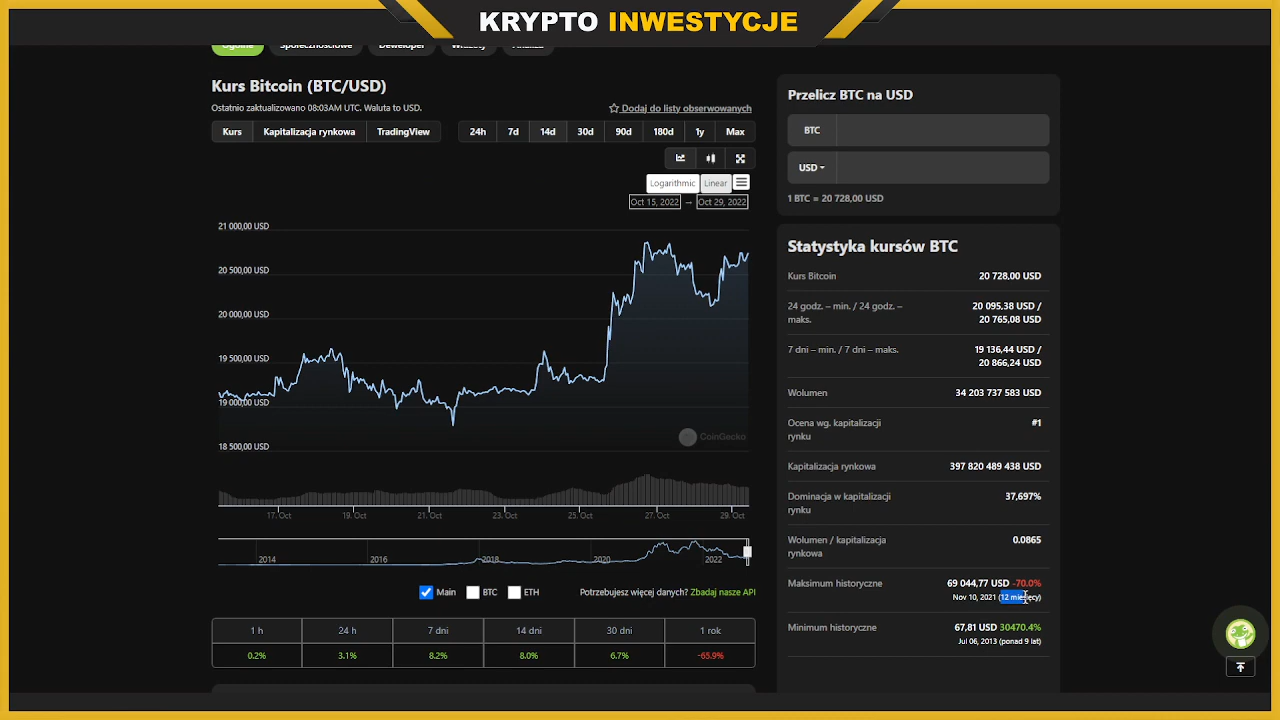 KRYPTO INWESTYCJE
Ogólne Społecznościowe Deweloper Widżety Analiza
Kurs Bitcoin (BTC/USD)
Ostatnio zaktualizowano 08:03AM UTC. Waluta to USD.
Dodaj do listy obserwowanych
Kurs Kapitalizacja rynkowa TradingView
24h 7d 14d 30d 90d 180d 1y Max
Logarithmic Linear
Oct 15, 2022 → Oct 29, 2022
21 000,00 USD
20 500,00 USD
20 000,00 USD
19 500,00 USD
19 000,00 USD
18 500,00 USD
CoinGecko
17. Oct 19. Oct 21. Oct 23. Oct 25. Oct 27. Oct 29. Oct
2014 2016 2018 2020 2022
Main BTC ETH
Potrzebujesz więcej danych? Zbadaj nasze API
1 h 24 h 7 dni 14 dni 30 dni 1 rok
0.2% 3.1% 8.2% 8.0% 6.7% -65.9%
Przelicz BTC na USD
BTC
USD
1 BTC = 20 728,00 USD
Statystyka kursów BTC
Kurs Bitcoin 20 728,00 USD
24 godz. – min. / 24 godz. – 20 095,38 USD /
maks. 20 765,08 USD
7 dni – min. / 7 dni – maks. 19 136,44 USD /
20 866,24 USD
Wolumen 34 203 737 583 USD
Ocena wg. kapitalizacji #1
rynku
Kapitalizacja rynkowa 397 820 489 438 USD
Dominacja w kapitalizacji 37,697%
rynku
Wolumen / kapitalizacja 0.0865
rynkowa
Maksimum historyczne 69 044,77 USD -70.0%
Nov 10, 2021 (12 miesięcy)
Minimum historyczne 67,81 USD 30470.4%
Jul 06, 2013 (ponad 9 lat)